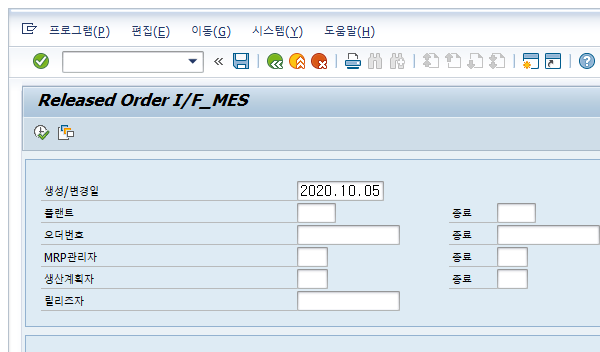 프로그램(P) 편집(E) 이동(G) 시스템(Y) 도움말(H)
Released Order I/F_MES
생성/변경일 2020.10.05
플랜트 종료
오더번호 종료
MRP관리자 종료
생산계획자 종료
릴리즈자